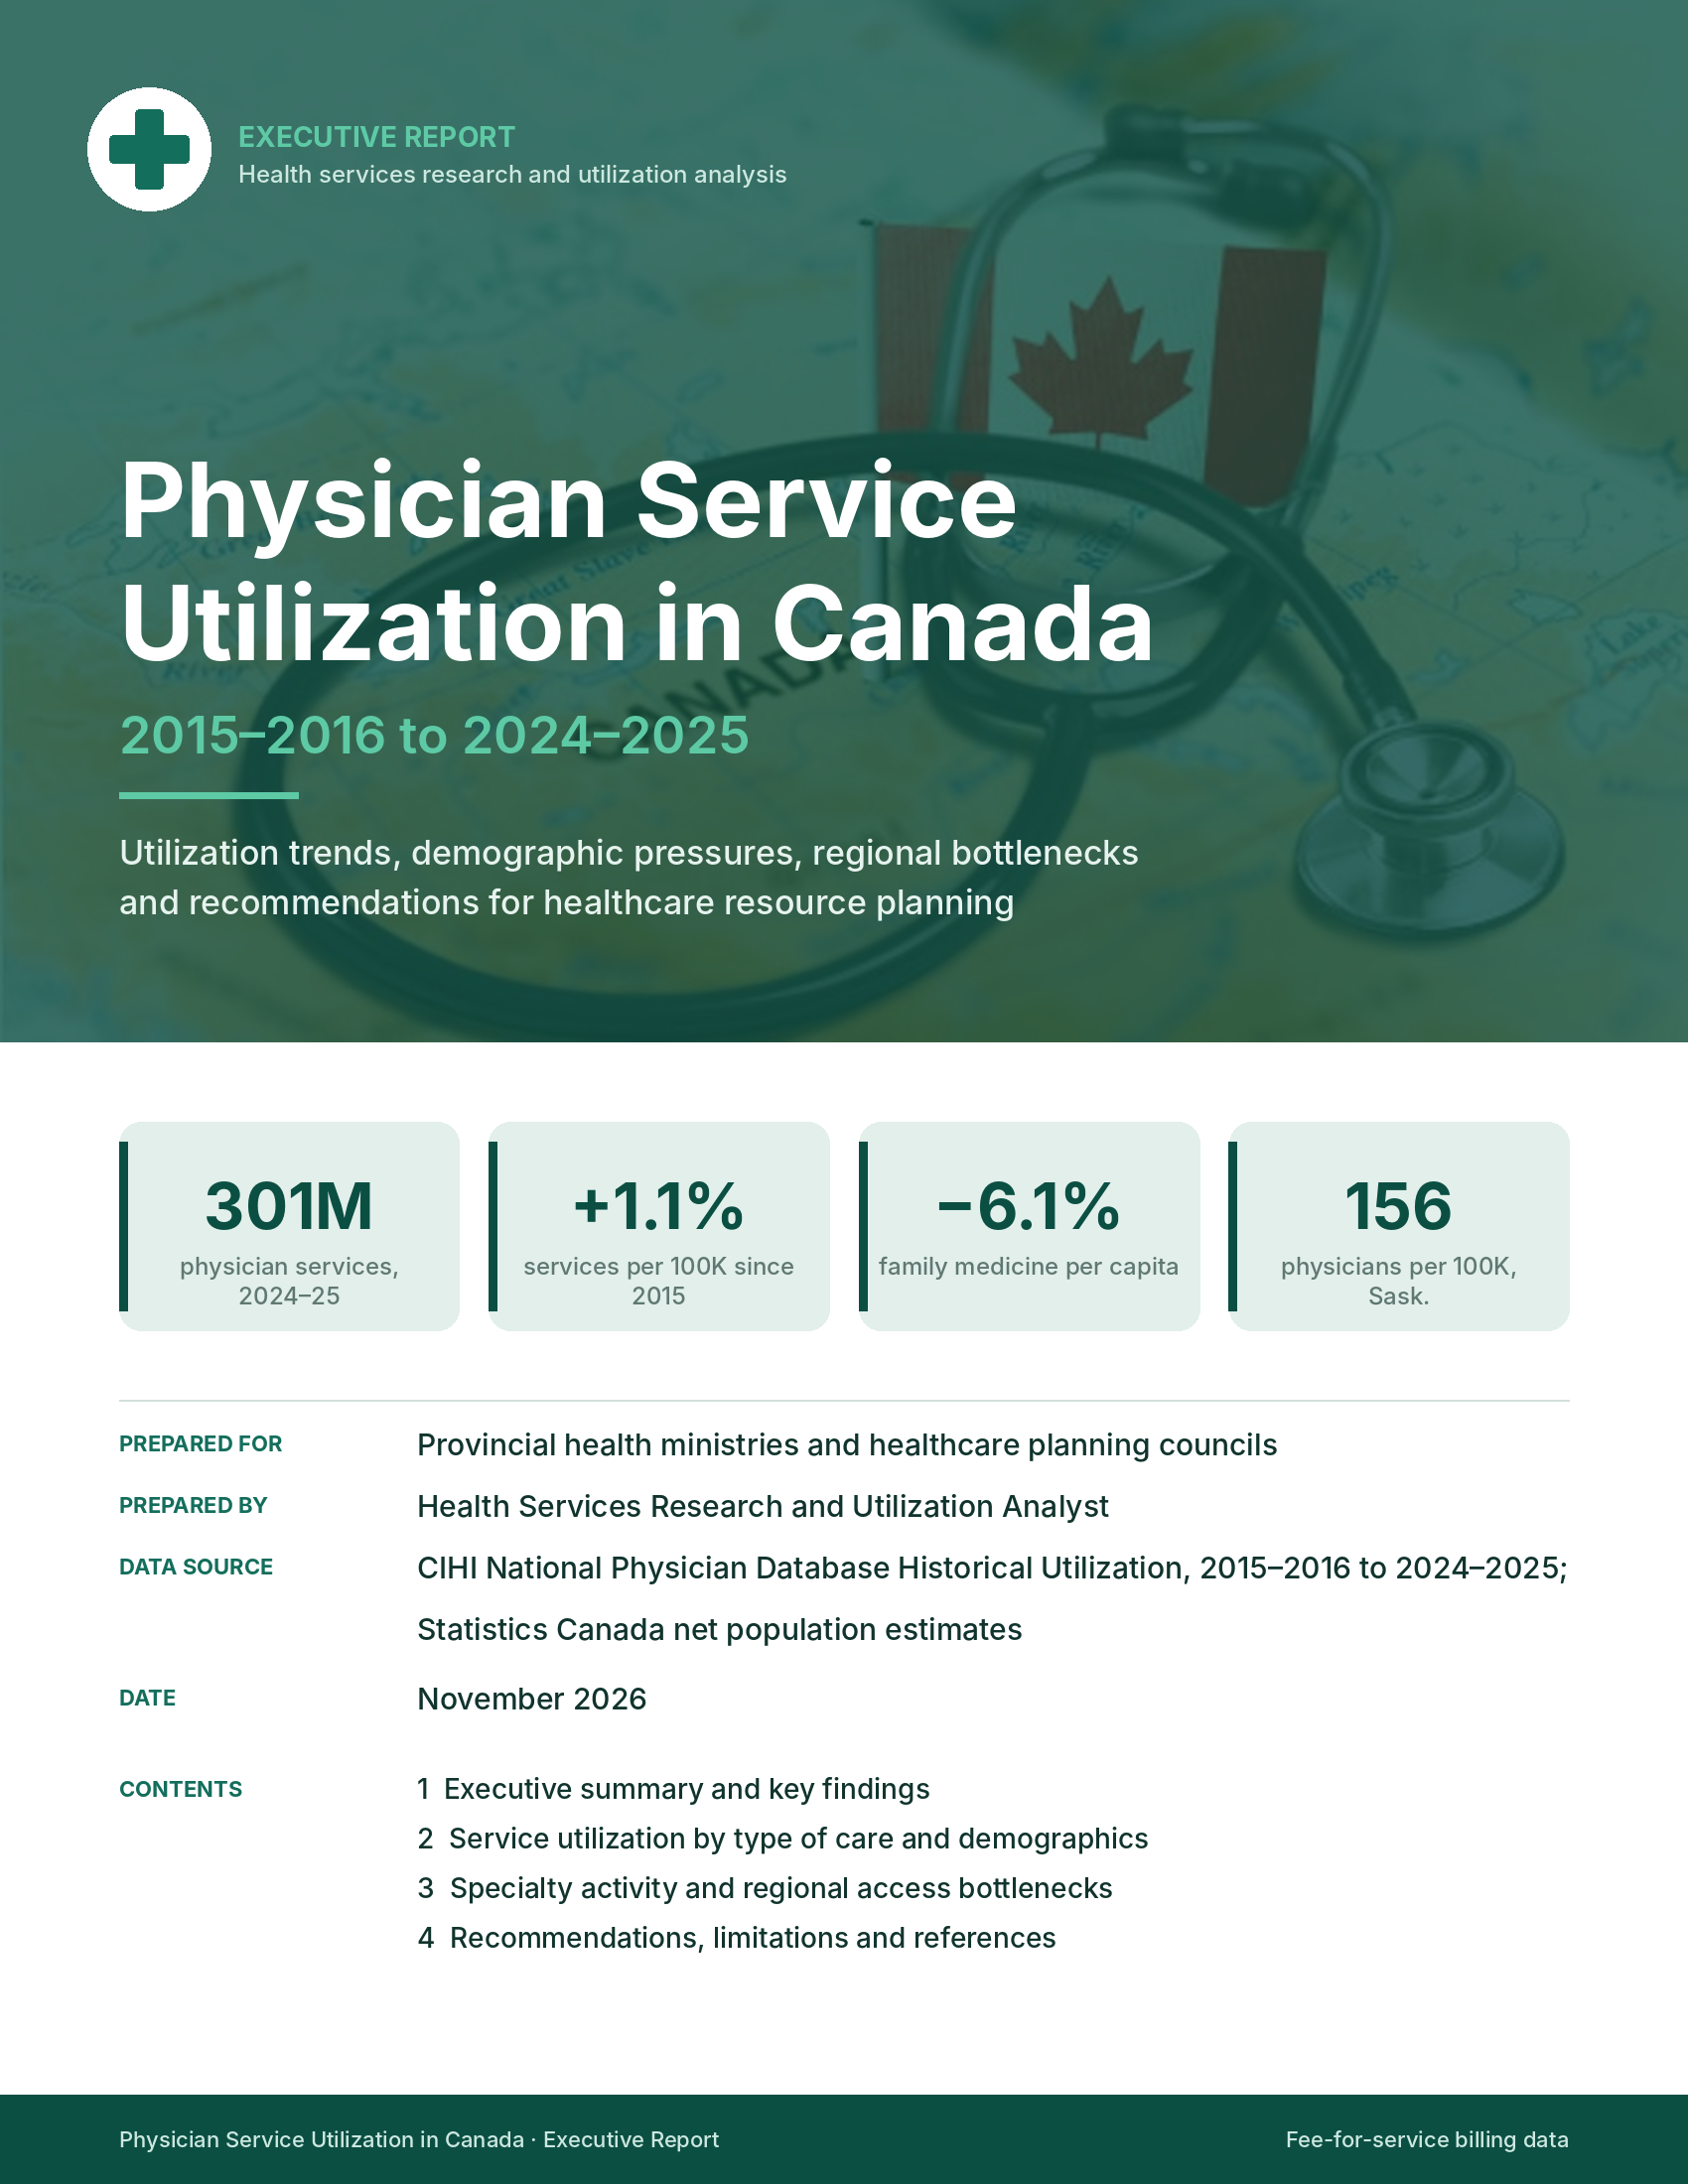 EXECUTIVE REPORT
Health services research and utilization analysis
Physician Service
Utilization in Canada
CANADA
2015–2016 to 2024–2025
Utilization trends, demographic pressures, regional bottlenecks
and recommendations for healthcare resource planning
301M
physician services,
2024–25
+1.1%
services per 100K since
2015
−6.1%
family medicine per capita
156
physicians per 100K,
Sask.
PREPARED FOR
Provincial health ministries and healthcare planning councils
PREPARED BY
Health Services Research and Utilization Analyst
DATA SOURCE
CIHI National Physician Database Historical Utilization, 2015–2016 to 2024–2025;
Statistics Canada net population estimates
DATE
November 2026
CONTENTS
1 Executive summary and key findings
2 Service utilization by type of care and demographics
3 Specialty activity and regional access bottlenecks
4 Recommendations, limitations and references
Physician Service Utilization in Canada · Executive Report
Fee-for-service billing data